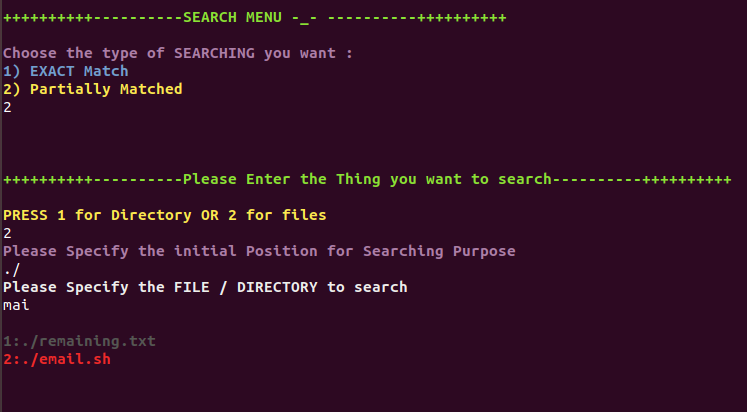 ++++++++++----------SEARCH MENU -_- ----------++++++++++
Choose the type of SEARCHING you want :
1) EXACT Match
2) Partially Matched
2
++++++++++----------Please Enter the Thing you want to search----------++++++++++
PRESS 1 for Directory OR 2 for files
2
Please Specify the initial Position for Searching Purpose
./
Please Specify the FILE / DIRECTORY to search
mai
1:./remaining.txt
2:./email.sh